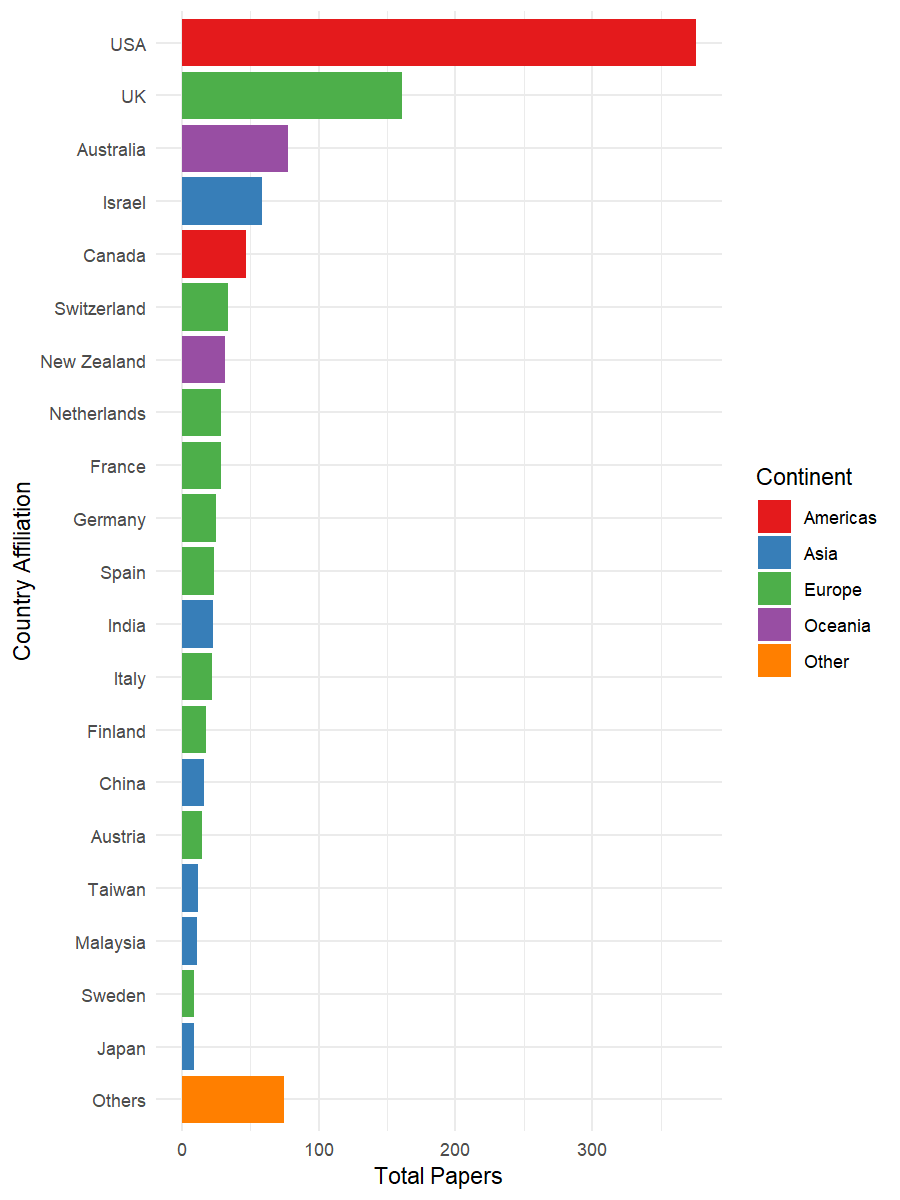 USA
UK
Australia
Israel
Canada
Switzerland
New Zealand
Netherlands
France
Germany
Spain
India
Italy
Finland
China
Austria
Taiwan
Malaysia
Sweden
Japan
Others
0 100 200 300
Total Papers
Country Affiliation
Continent
Americas
Asia
Europe
Oceania
Other